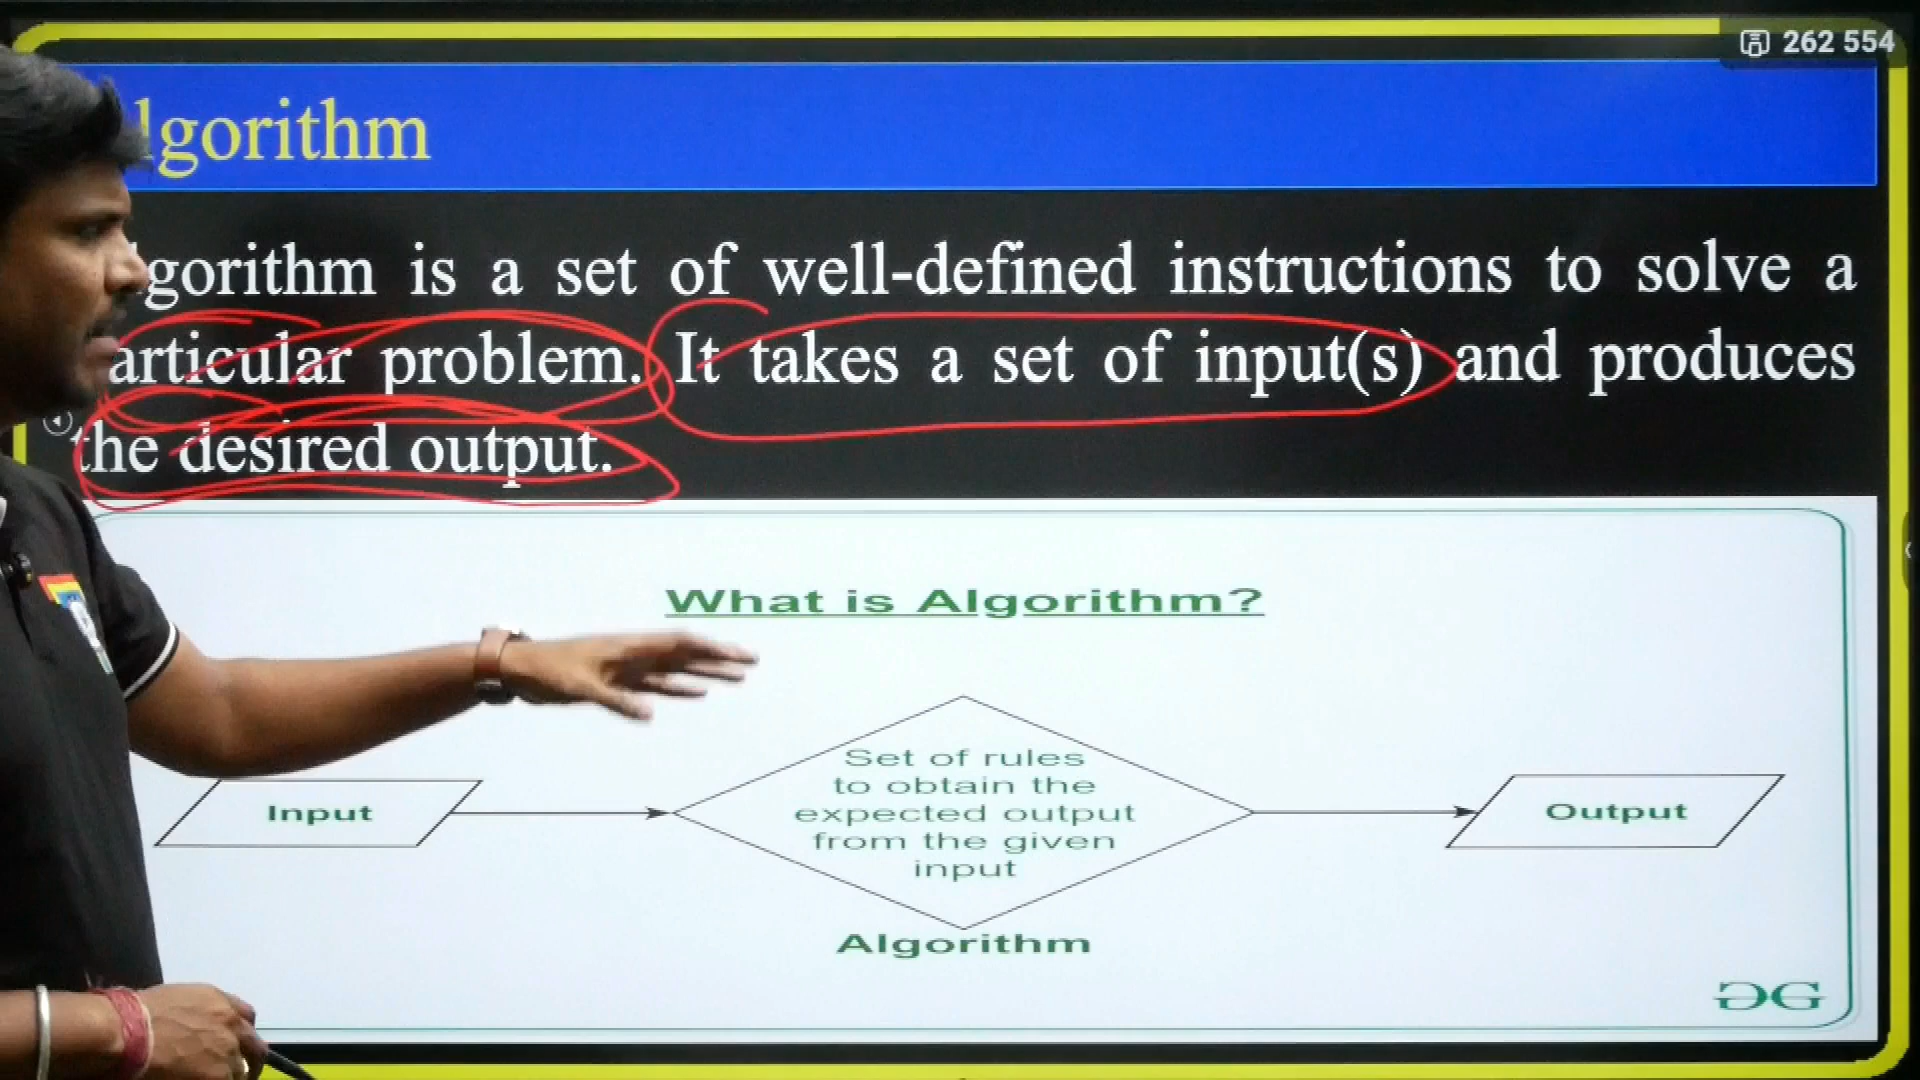 262 554
lgorithm
gorithm is a set of well-defined instructions to solve a
articular problem. It takes a set of input(s) and produces
the desired output.
What is Algorithm?
Input
Set of rules
to obtain the
expected output
from the given
input
Output
Algorithm